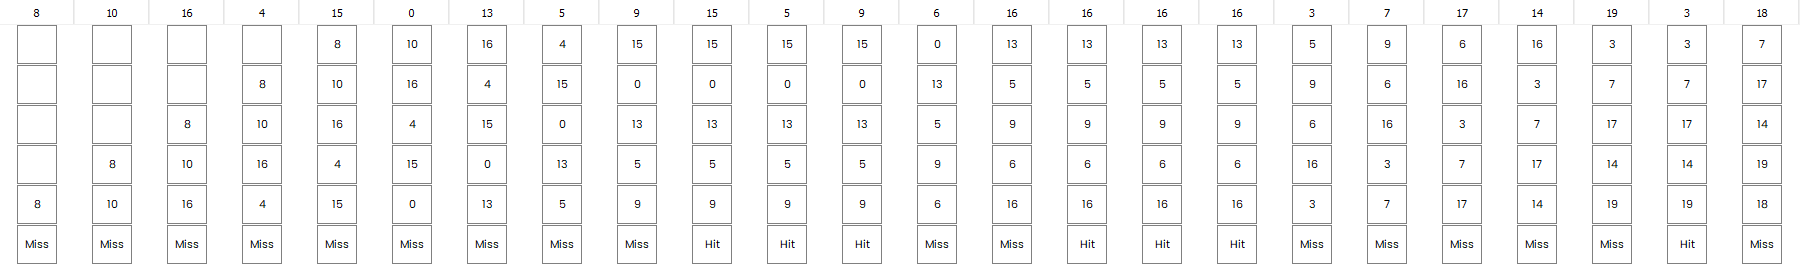 8 10 16 4 15 0 13 5 9 15 5 9 6 16 16 16 16 3 7 17 14 19 3 18
8 10 16 4 15 15 15 15 0 13 13 13 13 5 9 6 16 3 3 7
8 10 16 4 15 0 0 0 0 13 5 5 5 5 9 6 16 3 7 7 17
8 10 16 4 15 0 13 13 13 13 5 9 9 9 9 6 16 3 7 17 17 14
8 10 16 4 15 0 13 5 5 5 5 9 6 6 6 6 16 3 7 17 14 14 19
8 10 16 4 15 0 13 5 9 9 9 9 6 16 16 16 16 3 7 17 14 19 19 18
Miss Miss Miss Miss Miss Miss Miss Miss Miss Hit Hit Hit Miss Miss Hit Hit Hit Miss Miss Miss Miss Miss Hit Miss